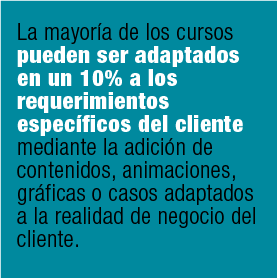 La mayoría de los cursos
pueden ser adaptados
en un 10% a los
requerimientos
específicos del cliente
mediante la adición de
contenidos, animaciones,
gráficas o casos adaptados
a la realidad de negocio del
cliente.